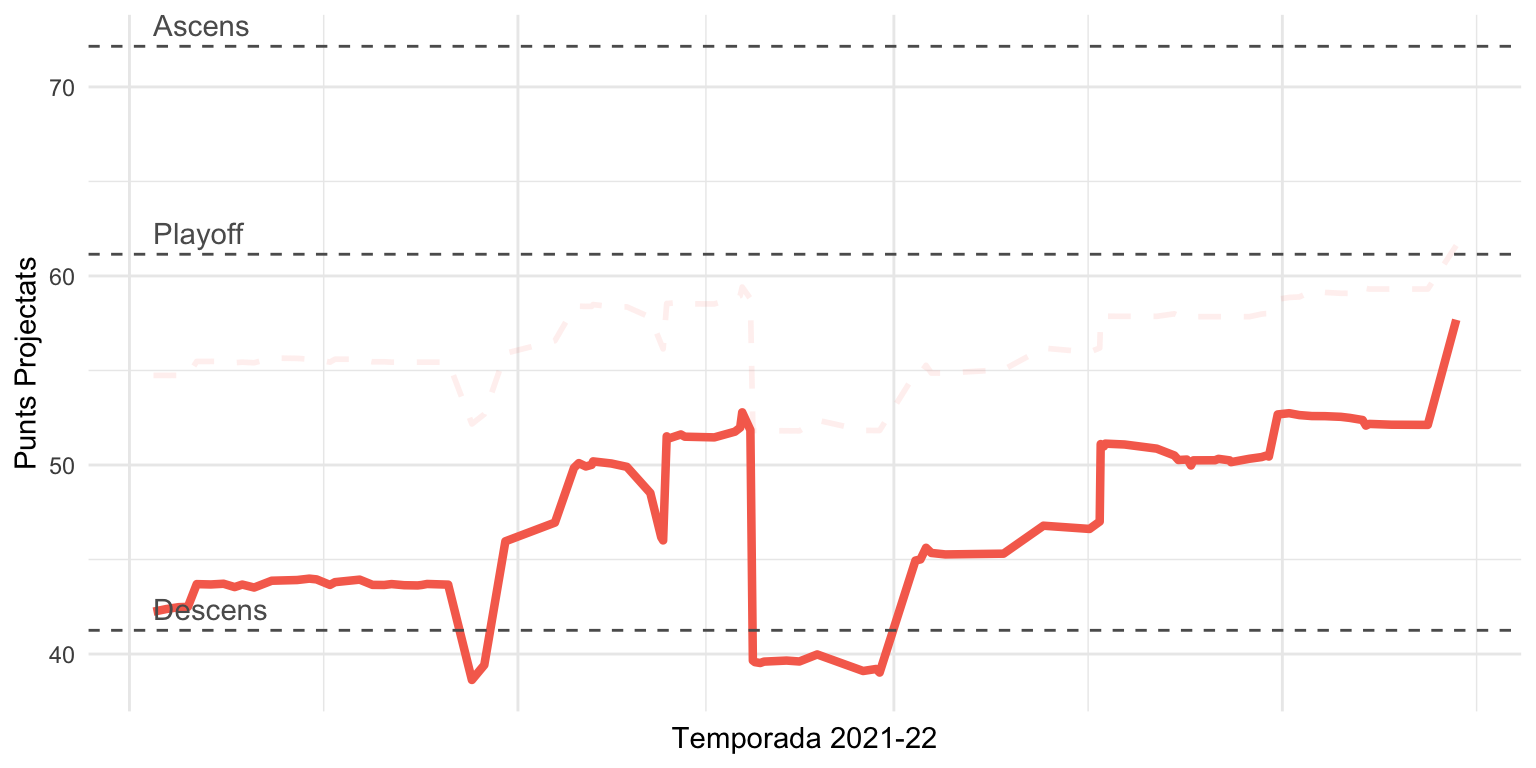 Ascens
70
Playoff
60
50
Descens
40
Punts Projectats
Temporada 2021-22